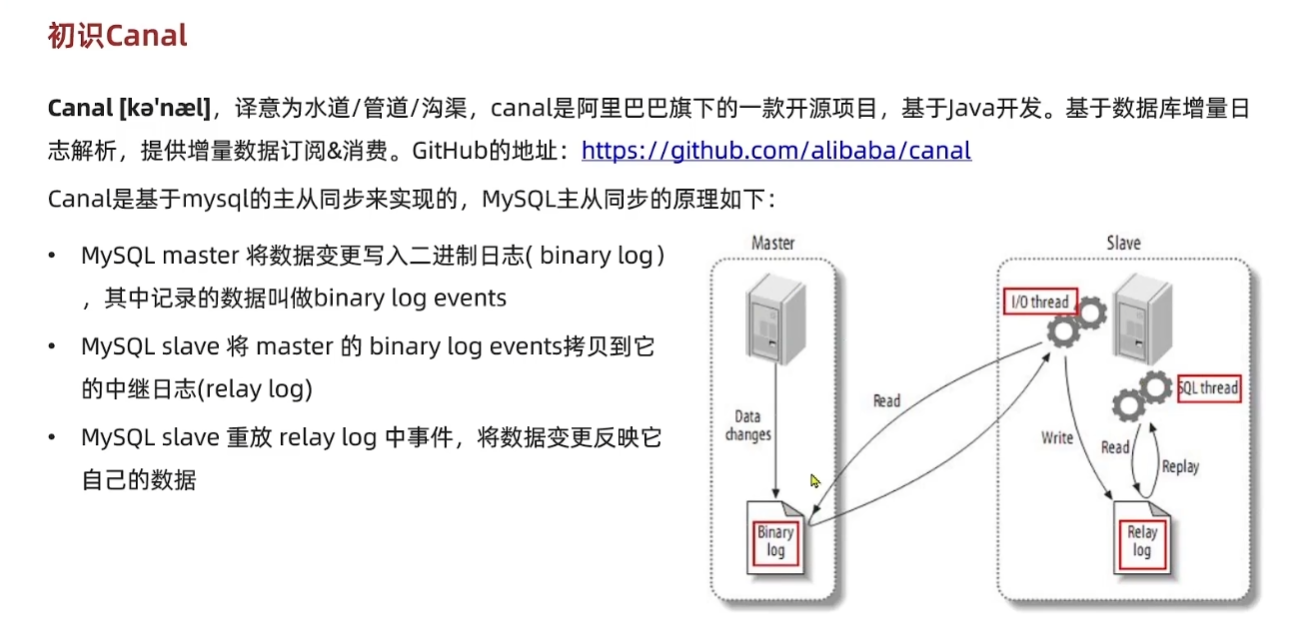 初识Canal
Canal [kə'næl]，译意为水道/管道/沟渠，canal是阿里巴巴旗下的一款开源项目，基于Java开发。基于数据库增量日
志解析，提供增量数据订阅&消费。GitHub的地址：https://github.com/alibaba/canal
Canal是基于mysql的主从同步来实现的，MySQL主从同步的原理如下：
• MySQL master 将数据变更写入二进制日志( binary log）
，其中记录的数据叫做binary log events
• MySQL slave 将 master 的 binary log events拷贝到它
的中继日志(relay log)
• MySQL slave 重放 relay log 中事件，将数据变更反映它
自己的数据
Master
Slave
I/O thread
SQL thread
Read
Data
changes
Write
Read
Replay
Binary
log
Relay
log